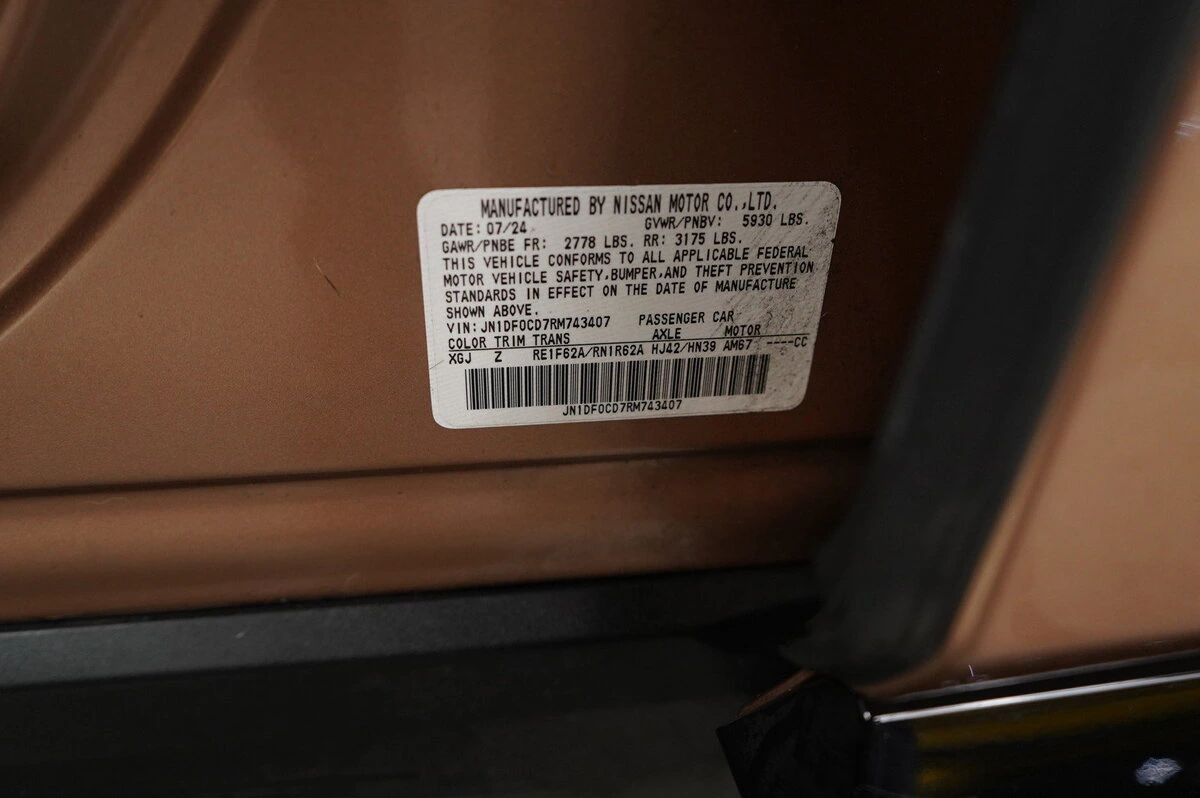 MANUFACTURED BY NISSAN MOTOR CO.,LTD.
DATE: 07/24 GVWR/PNBV: 5930 LBS.
GAWR/PNBE FR: 2778 LBS. RR: 3175 LBS.
THIS VEHICLE CONFORMS TO ALL APPLICABLE FEDERAL
MOTOR VEHICLE SAFETY,BUMPER,AND THEFT PREVENTION
STANDARDS IN EFFECT ON THE DATE OF MANUFACTURE
SHOWN ABOVE.
VIN: JN1DF0CD7RM743407 PASSENGER CAR
COLOR TRIM TRANS AXLE MOTOR
XGJ Z RE1F62A/RN1R62A HJ42/HN39 AM67 ----CC
JN1DF0CD7RM743407